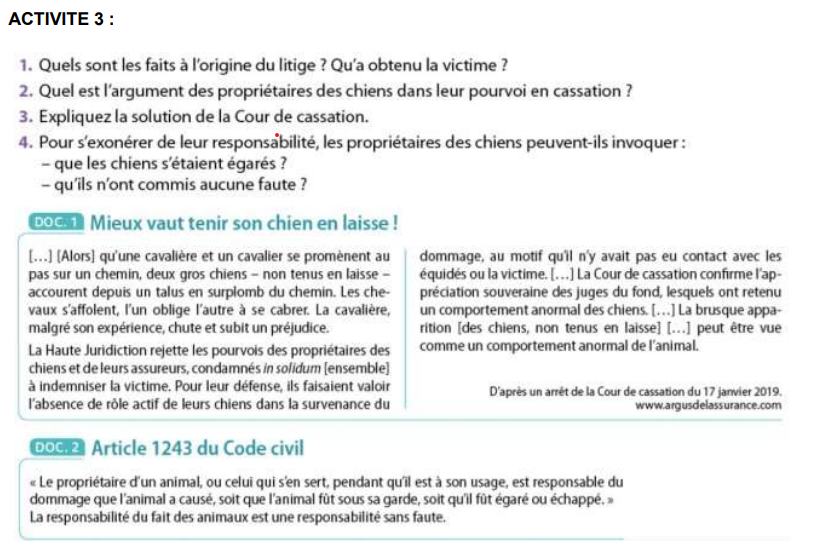 ACTIVITE 3 :
1. Quels sont les faits à l'origine du litige ? Qu'a obtenu la victime ?
2. Quel est l'argument des propriétaires des chiens dans leur pourvoi en cassation ?
3. Expliquez la solution de la Cour de cassation.
4. Pour s'exonérer de leur responsabilité, les propriétaires des chiens peuvent-ils invoquer :
– que les chiens s'étaient égarés ?
– qu'ils n'ont commis aucune faute ?
DOC. 1 Mieux vaut tenir son chien en laisse !
[…] [Alors] qu'une cavalière et un cavalier se promènent au
pas sur un chemin, deux gros chiens – non tenus en laisse –
accourent depuis un talus en surplomb du chemin. Les che-
vaux s'affolent, l'un oblige l'autre à se cabrer. La cavalière,
malgré son expérience, chute et subit un préjudice.
La Haute Juridiction rejette les pourvois des propriétaires des
chiens et de leurs assureurs, condamnés in solidum [ensemble]
à indemniser la victime. Pour leur défense, ils faisaient valoir
l'absence de rôle actif de leurs chiens dans la survenance du
dommage, au motif qu'il n'y avait pas eu contact avec les
équidés ou la victime. […] La Cour de cassation confirme l'ap-
préciation souveraine des juges du fond, lesquels ont retenu
un comportement anormal des chiens. […] La brusque appa-
rition [des chiens, non tenus en laisse] […] peut être vue
comme un comportement anormal de l'animal.
D'après un arrêt de la Cour de cassation du 17 janvier 2019.
www.argusdelassurance.com
DOC. 2 Article 1243 du Code civil
« Le propriétaire d'un animal, ou celui qui s'en sert, pendant qu'il est à son usage, est responsable du
dommage que l'animal a causé, soit que l'animal fût sous sa garde, soit qu'il fût égaré ou échappé. »
La responsabilité du fait des animaux est une responsabilité sans faute.